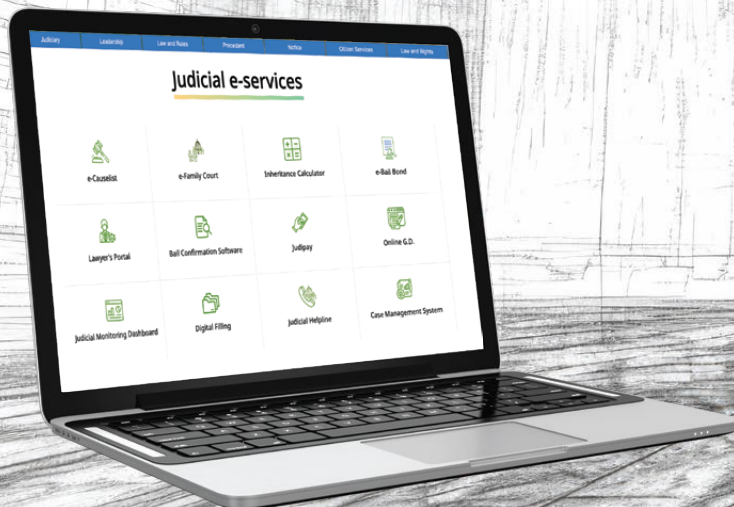 Judiciary Leadership Law and Rules Precedent Notice Citizen Services Law and Rights
Judicial e-services
e-Causelist e-Family Court Inheritance Calculator e-Bail Bond
Lawyer's Portal Bail Confirmation Software Judipay Online G.D.
Judicial Monitoring Dashboard Digital Filling Judicial Helpline Case Management System